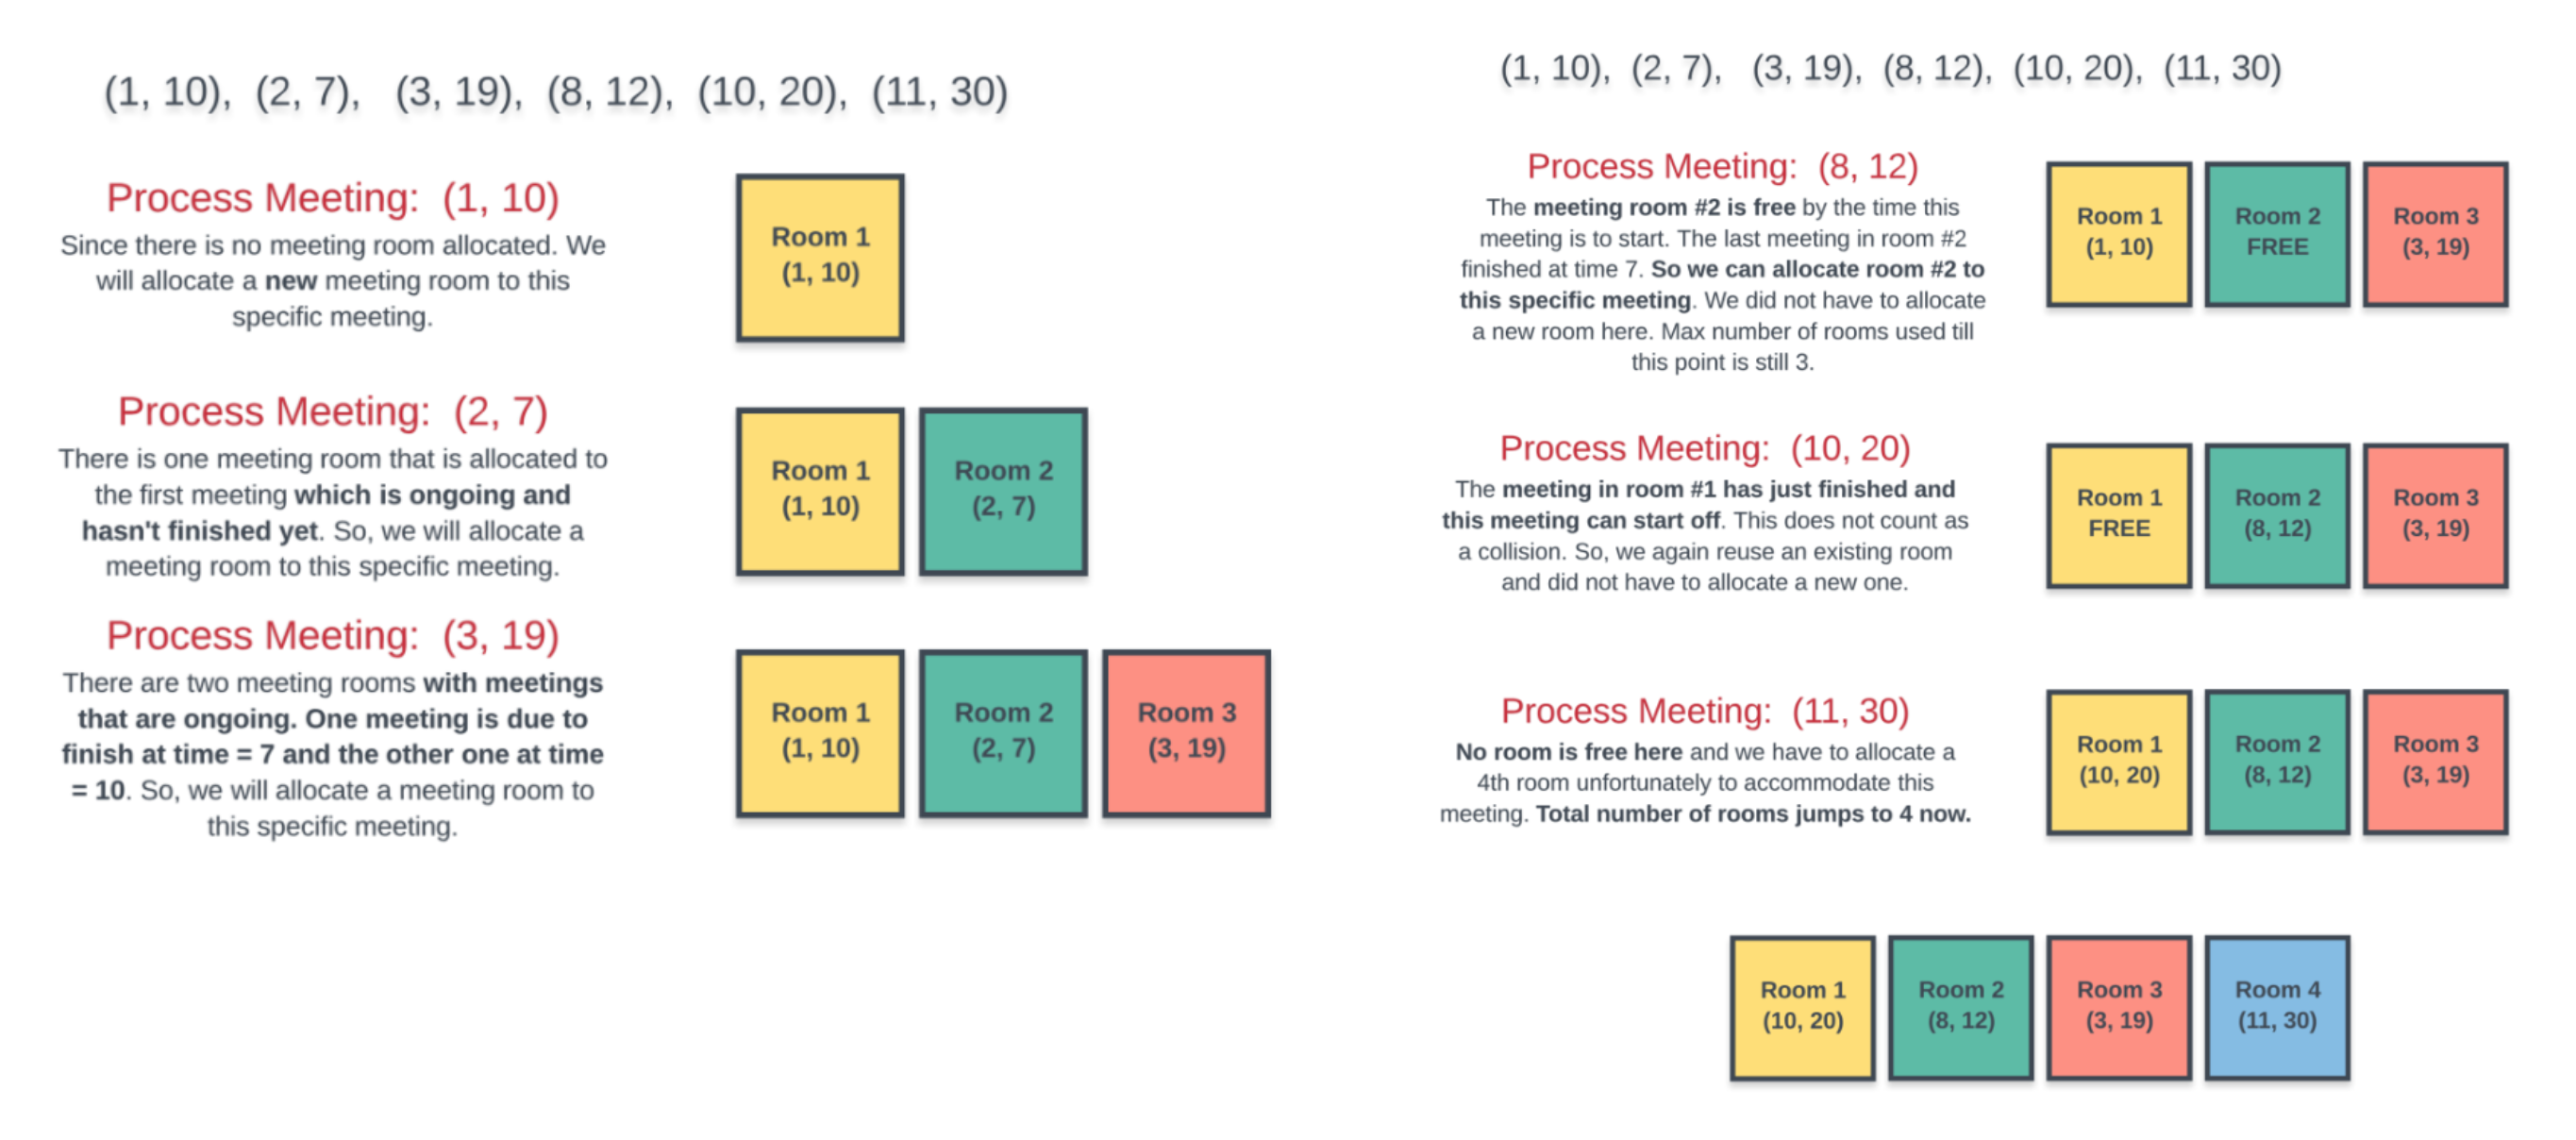 (1, 10), (2, 7), (3, 19), (8, 12), (10, 20), (11, 30)
Process Meeting: (1, 10)
Since there is no meeting room allocated. We
will allocate a new meeting room to this
specific meeting.
Room 1
(1, 10)
Process Meeting: (2, 7)
There is one meeting room that is allocated to
the first meeting which is ongoing and
hasn't finished yet. So, we will allocate a
meeting room to this specific meeting.
Room 1
(1, 10)
Room 2
(2, 7)
Process Meeting: (3, 19)
There are two meeting rooms with meetings
that are ongoing. One meeting is due to
finish at time = 7 and the other one at time
= 10. So, we will allocate a meeting room to
this specific meeting.
Room 1
(1, 10)
Room 2
(2, 7)
Room 3
(3, 19)
(1, 10), (2, 7), (3, 19), (8, 12), (10, 20), (11, 30)
Process Meeting: (8, 12)
The meeting room #2 is free by the time this
meeting is to start. The last meeting in room #2
finished at time 7. So we can allocate room #2 to
this specific meeting. We did not have to allocate
a new room here. Max number of rooms used till
this point is still 3.
Room 1
(1, 10)
Room 2
FREE
Room 3
(3, 19)
Process Meeting: (10, 20)
The meeting in room #1 has just finished and
this meeting can start off. This does not count as
a collision. So, we again reuse an existing room
and did not have to allocate a new one.
Room 1
FREE
Room 2
(8, 12)
Room 3
(3, 19)
Process Meeting: (11, 30)
No room is free here and we have to allocate a
4th room unfortunately to accommodate this
meeting. Total number of rooms jumps to 4 now.
Room 1
(10, 20)
Room 2
(8, 12)
Room 3
(3, 19)
Room 1
(10, 20)
Room 2
(8, 12)
Room 3
(3, 19)
Room 4
(11, 30)